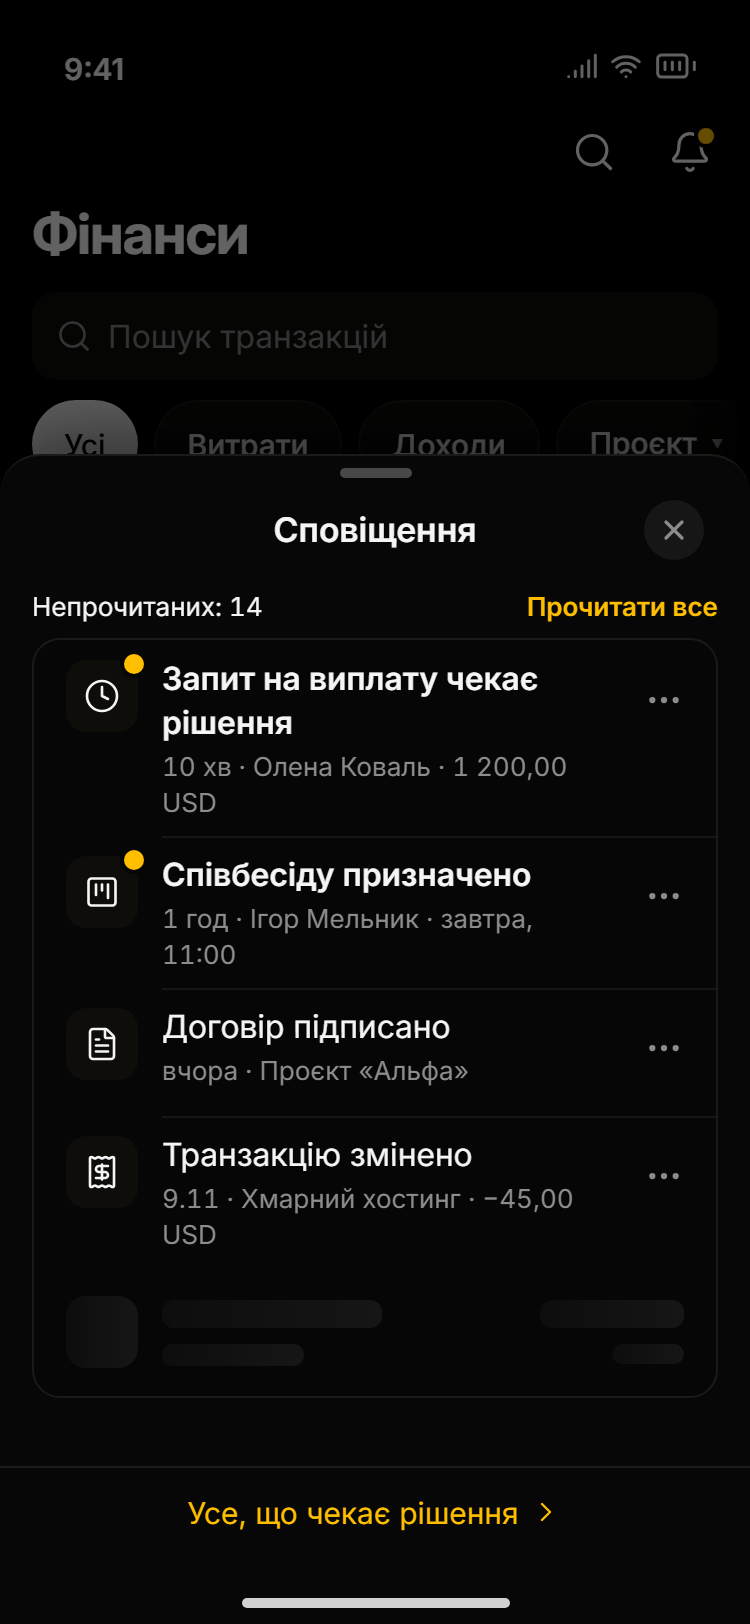 9:41
Фінанси
Пошук транзакцій
Усі Витрати Доходи Проєкт
Сповіщення
Непрочитаних: 14 Прочитати все
Запит на виплату чекає
рішення
10 хв · Олена Коваль · 1 200,00
USD
Співбесіду призначено
1 год · Ігор Мельник · завтра,
11:00
Договір підписано
вчора · Проєкт «Альфа»
Транзакцію змінено
9.11 · Хмарний хостинг · −45,00
USD
Усе, що чекає рішення